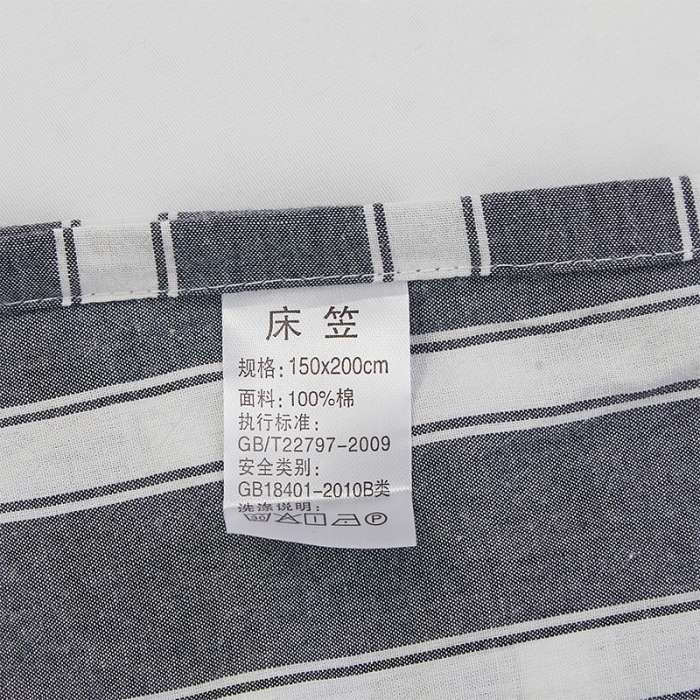 床笠
规格:150x200cm
面料:100%棉
执行标准:
GB/T22797-2009
安全类别:
GB18401-2010B类
洗涤说明:
30 P